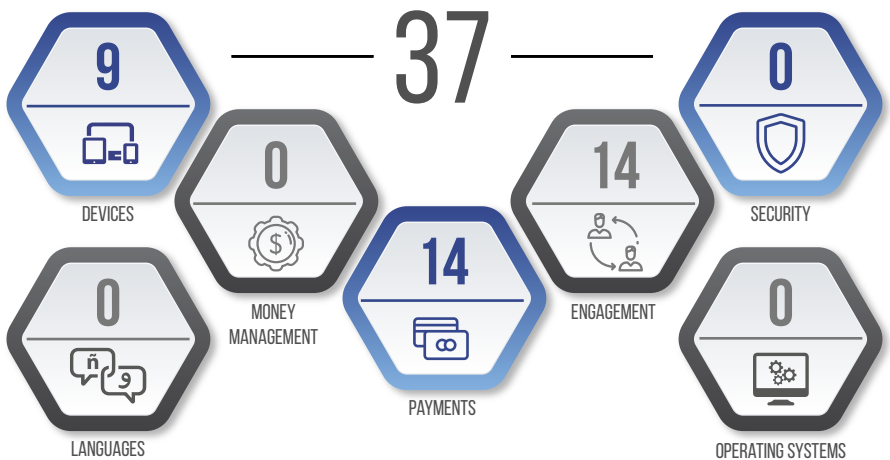 37
9
DEVICES
0
MONEY
MANAGEMENT
14
PAYMENTS
14
ENGAGEMENT
0
SECURITY
0
ñ
و
LANGUAGES
0
OPERATING SYSTEMS
$